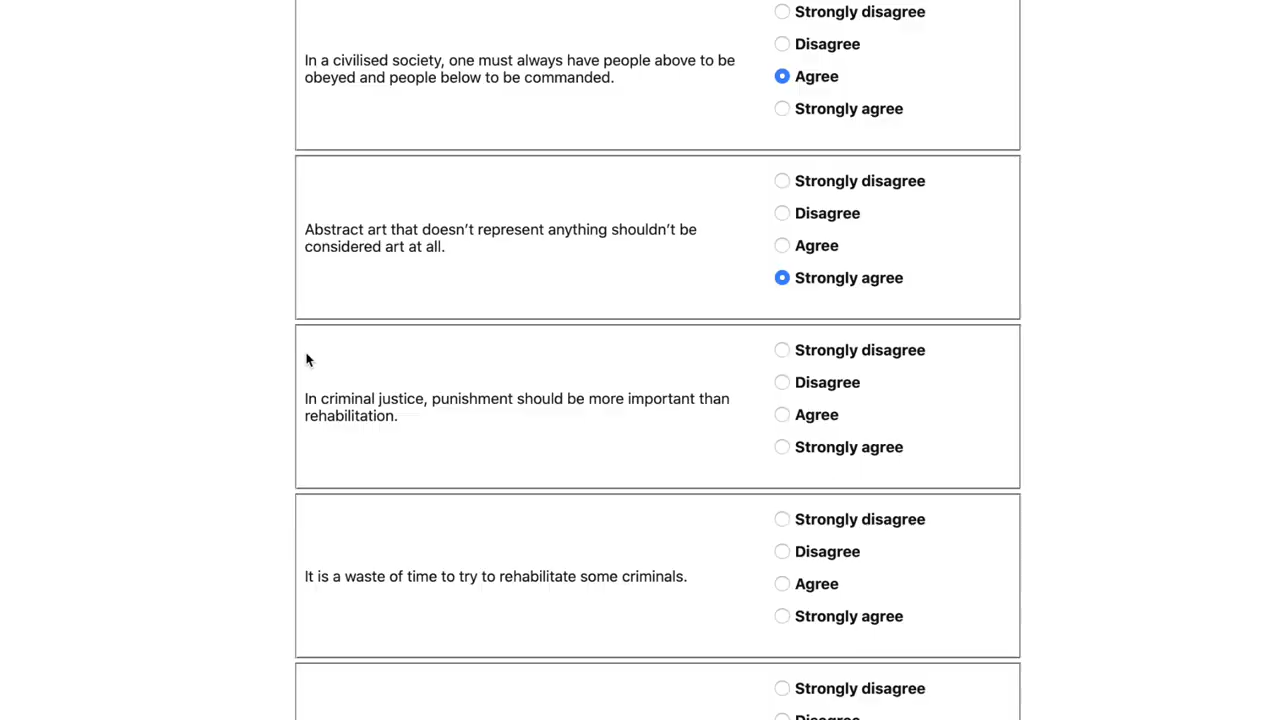 Strongly disagree
Disagree
In a civilised society, one must always have people above to be
obeyed and people below to be commanded.
Agree
Strongly agree
Strongly disagree
Disagree
Abstract art that doesn’t represent anything shouldn’t be
considered art at all.
Agree
Strongly agree
Strongly disagree
Disagree
In criminal justice, punishment should be more important than
rehabilitation.
Agree
Strongly agree
Strongly disagree
Disagree
It is a waste of time to try to rehabilitate some criminals.
Agree
Strongly agree
Strongly disagree
Disagree